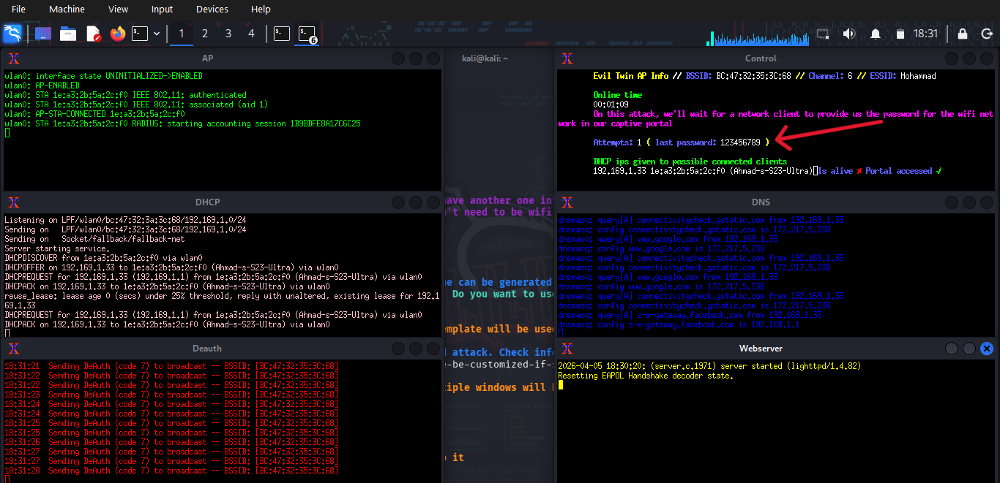 File Machine View Input Devices Help
1 2 3 4 6 18:31
AP
wlan0: interface state UNINITIALIZED->ENABLED
wlan0: AP-ENABLED
wlan0: STA 1e:a3:2b:5a:2c:f0 IEEE 802.11: authenticated
wlan0: STA 1e:a3:2b:5a:2c:f0 IEEE 802.11: associated (aid 1)
wlan0: AP-STA-CONNECTED 1e:a3:2b:5a:2c:f0
wlan0: STA 1e:a3:2b:5a:2c:f0 RADIUS: starting accounting session 1B9BDFE8A17C6C25
kali@kali: ~
Control
Evil Twin AP Info // BSSID: BC:47:32:35:3C:68 // Channel: 6 // ESSID: Mohammad
Online time
00:01:09
On this attack, we'll wait for a network client to provide us the password for the wifi net
work in our captive portal
Attempts: 1 ( last password: 123456789 )
DHCP ips given to possible connected clients
192.169.1.33 1e:a3:2b:5a:2c:f0 (Ahmad-s-S23-Ultra) Is alive ✗ Portal accessed ✓
DHCP
Listening on LPF/wlan0/bc:47:32:3a:3c:68/192.169.1.0/24
Sending on   LPF/wlan0/bc:47:32:3a:3c:68/192.169.1.0/24
Sending on   Socket/fallback/fallback-net
Server starting service.
DHCPDISCOVER from 1e:a3:2b:5a:2c:f0 via wlan0
DHCPOFFER on 192.169.1.33 to 1e:a3:2b:5a:2c:f0 (Ahmad-s-S23-Ultra) via wlan0
DHCPREQUEST for 192.169.1.33 (192.169.1.1) from 1e:a3:2b:5a:2c:f0 (Ahmad-s-S23-Ultra) via wlan0
DHCPACK on 192.169.1.33 to 1e:a3:2b:5a:2c:f0 (Ahmad-s-S23-Ultra) via wlan0
reuse_lease: lease age 0 (secs) under 25% threshold, reply with unaltered, existing lease for 192.1
69.1.33
DHCPREQUEST for 192.169.1.33 (192.169.1.1) from 1e:a3:2b:5a:2c:f0 (Ahmad-s-S23-Ultra) via wlan0
DHCPACK on 192.169.1.33 to 1e:a3:2b:5a:2c:f0 (Ahmad-s-S23-Ultra) via wlan0
ave another one in
't need to be wifi
e can be generated
Do you want to use
mplate will be used
attack. Check info
-be-customized-if-
iple windows will
it
DNS
dnsmasq: query[A] connectivitycheck.gstatic.com from 192.169.1.33
dnsmasq: config connectivitycheck.gstatic.com is 172.217.5.238
dnsmasq: query[A] www.google.com from 192.169.1.33
dnsmasq: config www.google.com is 172.217.5.238
dnsmasq: query[A] connectivitycheck.gstatic.com from 192.169.1.33
dnsmasq: config connectivitycheck.gstatic.com is 172.217.5.238
dnsmasq: query[A] www.google.com from 192.169.1.33
dnsmasq: config www.google.com is 172.217.5.238
dnsmasq: query[A] connectivitycheck.gstatic.com from 192.169.1.33
dnsmasq: config connectivitycheck.gstatic.com is 172.217.5.238
dnsmasq: query[A] z-m-gateway.facebook.com from 192.169.1.33
dnsmasq: config z-m-gateway.facebook.com is 192.169.1.1
Deauth
18:31:21  Sending DeAuth (code 7) to broadcast -- BSSID: [BC:47:32:35:3C:68]
18:31:22  Sending DeAuth (code 7) to broadcast -- BSSID: [BC:47:32:35:3C:68]
18:31:22  Sending DeAuth (code 7) to broadcast -- BSSID: [BC:47:32:35:3C:68]
18:31:23  Sending DeAuth (code 7) to broadcast -- BSSID: [BC:47:32:35:3C:68]
18:31:24  Sending DeAuth (code 7) to broadcast -- BSSID: [BC:47:32:35:3C:68]
18:31:24  Sending DeAuth (code 7) to broadcast -- BSSID: [BC:47:32:35:3C:68]
18:31:25  Sending DeAuth (code 7) to broadcast -- BSSID: [BC:47:32:35:3C:68]
18:31:25  Sending DeAuth (code 7) to broadcast -- BSSID: [BC:47:32:35:3C:68]
18:31:26  Sending DeAuth (code 7) to broadcast -- BSSID: [BC:47:32:35:3C:68]
18:31:27  Sending DeAuth (code 7) to broadcast -- BSSID: [BC:47:32:35:3C:68]
18:31:27  Sending DeAuth (code 7) to broadcast -- BSSID: [BC:47:32:35:3C:68]
18:31:28  Sending DeAuth (code 7) to broadcast -- BSSID: [BC:47:32:35:3C:68]
Webserver
2026-04-05 18:30:20: (server.c.1971) server started (lighttpd/1.4.82)
Resetting EAPOL Handshake decoder state.